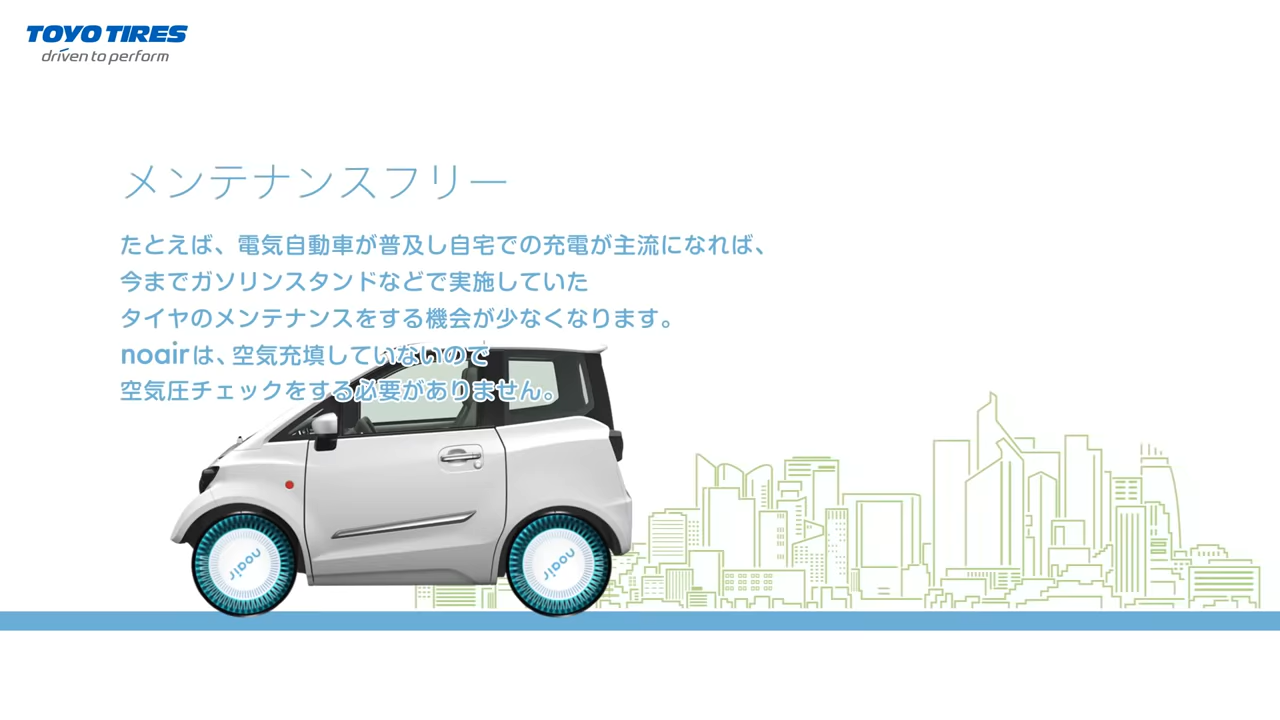 TOYO TIRES
driven to perform
メンテナンスフリー
たとえば、電気自動車が普及し自宅での充電が主流になれば、
今までガソリンスタンドなどで実施していた
タイヤのメンテナンスをする機会が少なくなります。
noairは、空気充填していないので
空気圧チェックをする必要がありません。
noair
noair